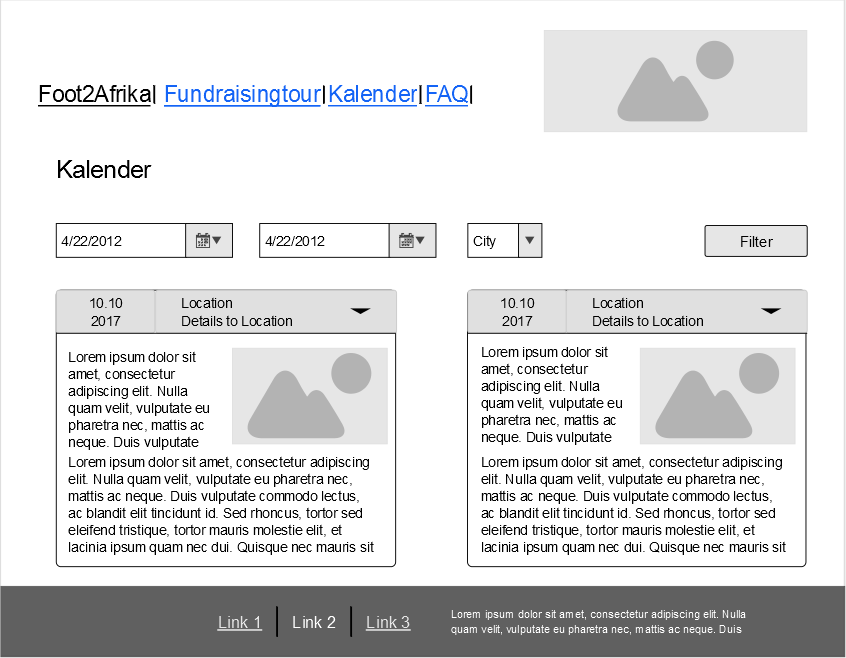 Foot2Afrika| Fundraisingtour|Kalender|FAQ|
Kalender
4/22/2012
4/22/2012
City
Filter
10.10
2017
Location
Details to Location
Lorem ipsum dolor sit
amet, consectetur
adipiscing elit. Nulla
quam velit, vulputate eu
pharetra nec, mattis ac
neque. Duis vulputate
Lorem ipsum dolor sit amet, consectetur adipiscing
elit. Nulla quam velit, vulputate eu pharetra nec,
mattis ac neque. Duis vulputate commodo lectus,
ac blandit elit tincidunt id. Sed rhoncus, tortor sed
eleifend tristique, tortor mauris molestie elit, et
lacinia ipsum quam nec dui. Quisque nec mauris sit
10.10
2017
Location
Details to Location
Lorem ipsum dolor sit
amet, consectetur
adipiscing elit. Nulla
quam velit, vulputate eu
pharetra nec, mattis ac
neque. Duis vulputate
Lorem ipsum dolor sit amet, consectetur adipiscing
elit. Nulla quam velit, vulputate eu pharetra nec,
mattis ac neque. Duis vulputate commodo lectus,
ac blandit elit tincidunt id. Sed rhoncus, tortor sed
eleifend tristique, tortor mauris molestie elit, et
lacinia ipsum quam nec dui. Quisque nec mauris sit
Link 1 | Link 2 | Link 3
Lorem ipsum dolor sit amet, consectetur adipiscing elit. Nulla
quam velit, vulputate eu pharetra nec, mattis ac neque. Duis